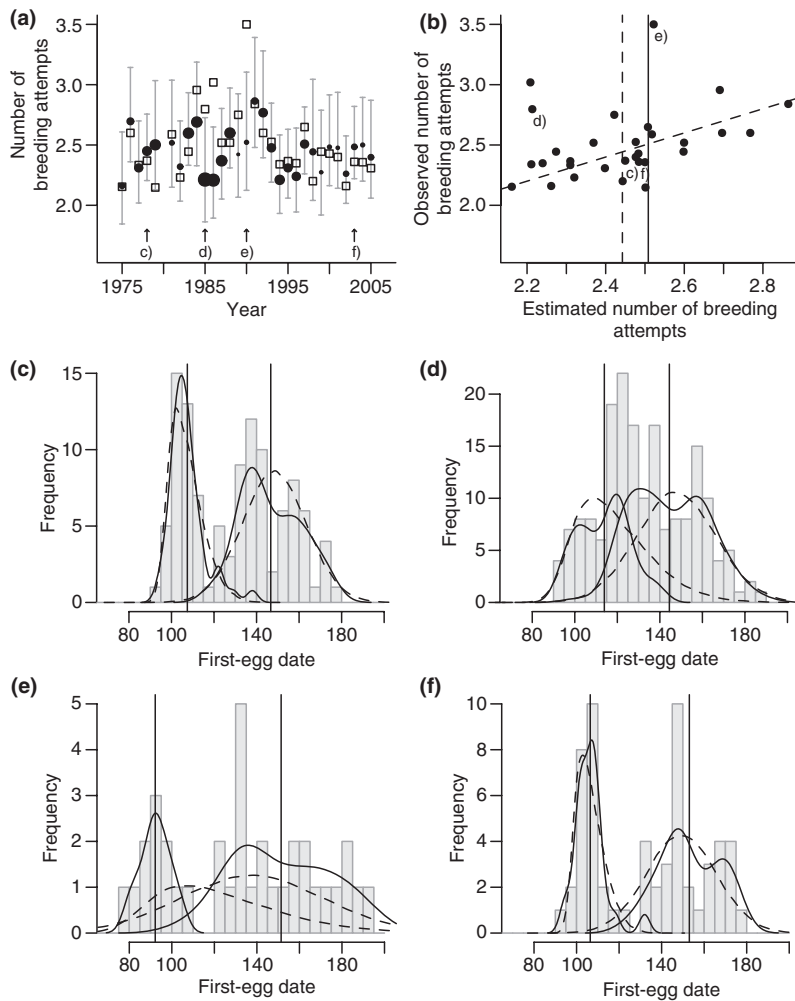 (a)
Number of
breeding attempts
3.5
3.0
2.5
2.0
c)
d)
e)
f)
1975 1985 1995 2005
Year
(b)
Observed number of
breeding attempts
3.5
3.0
2.5
2.0
e)
d)
c) f)
2.2 2.4 2.6 2.8
Estimated number of breeding
attempts
(c)
Frequency
15
10
5
0
80 100 140 180
First-egg date
(d)
Frequency
20
15
10
5
0
80 100 140 180
First-egg date
(e)
Frequency
5
4
3
2
1
0
80 100 140 180
First-egg date
(f)
Frequency
10
8
6
4
2
0
80 100 140 180
First-egg date